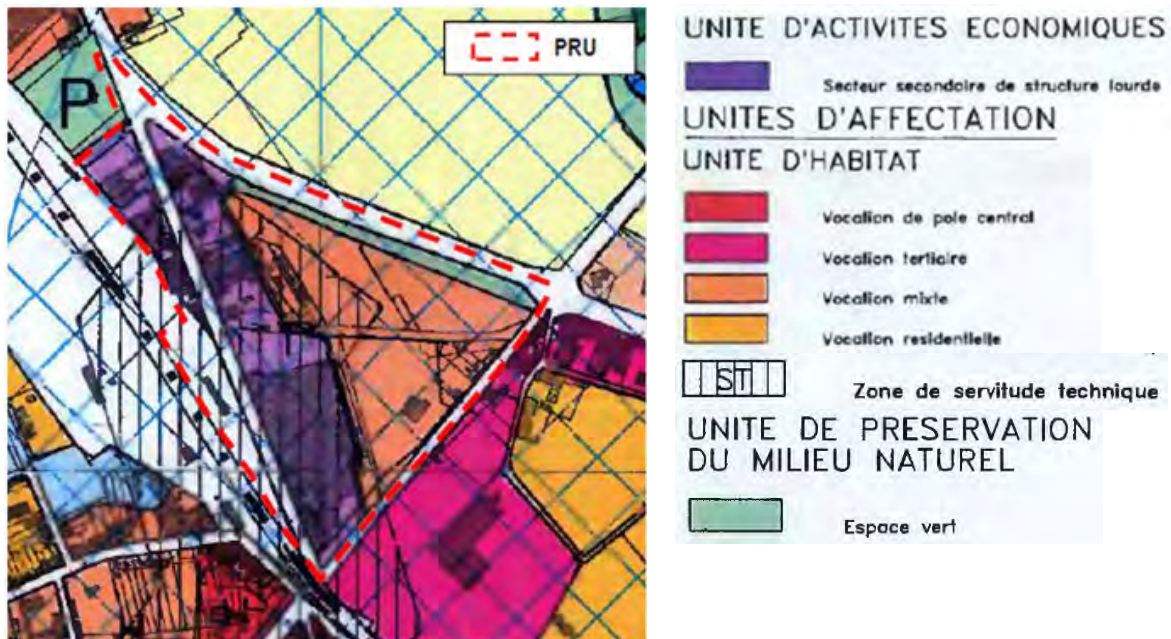 PRU
P
UNITE D'ACTIVITES ECONOMIQUES
Secteur secondaire de structure lourde
UNITES D'AFFECTATION
UNITE D'HABITAT
Vocation de pole central
Vocation tertiaire
Vocation mixte
Vocation residentielle
ST
Zone de servitude technique
UNITE DE PRESERVATION
DU MILIEU NATUREL
Espace vert